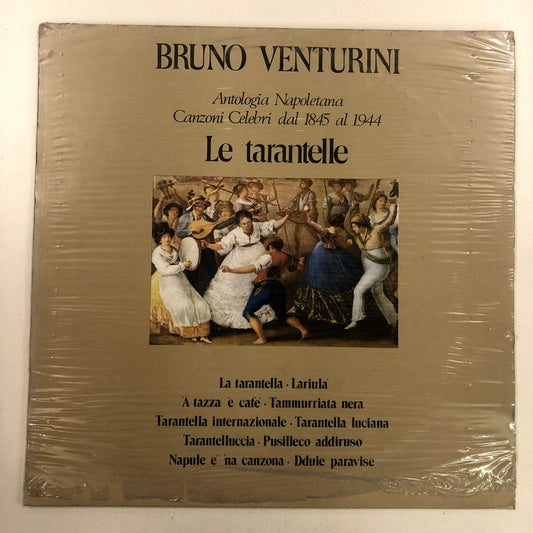 BRUNO VENTURINI
Antologia Napoletana
Canzoni Celebri dal 1845 al 1944
Le tarantelle
La tarantella · Lariulà
'A tazza 'e cafè · Tammurriata nera
Tarantella internazionale · Tarantella luciana
Tarantelluccia · Pusilleco addiruso
Napule e' 'na canzona · Dduie paravise